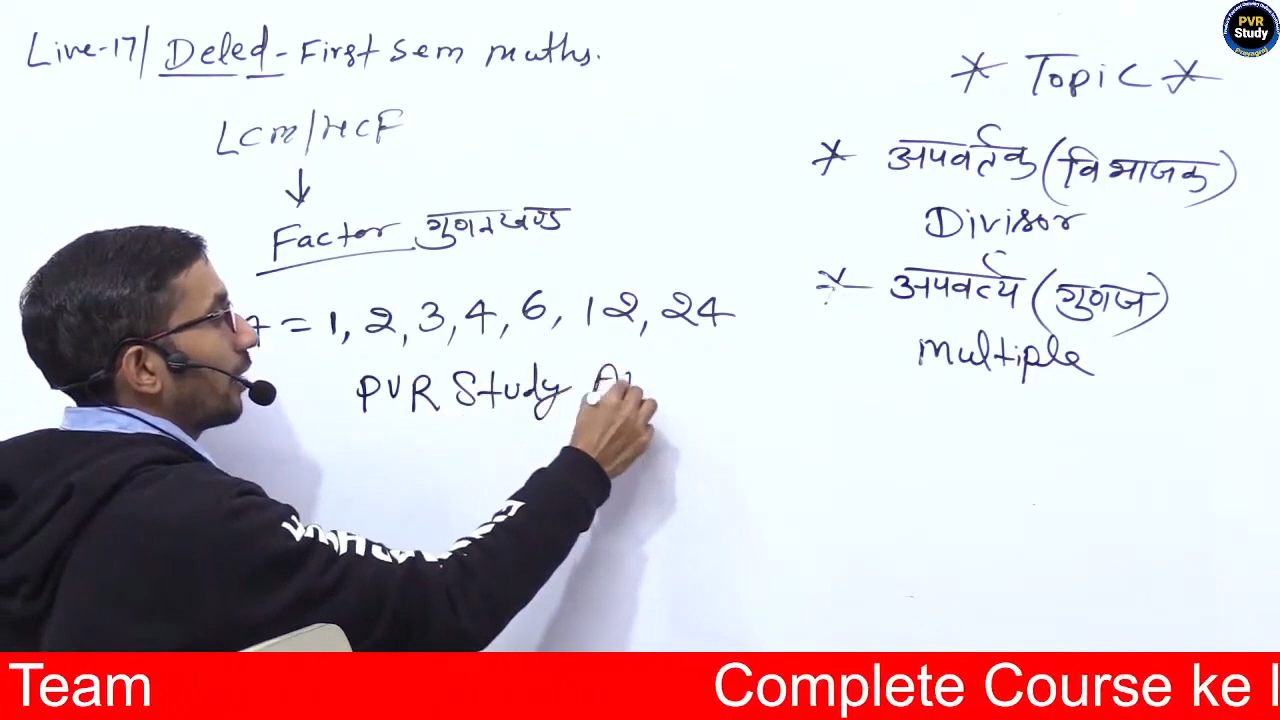 Live-17/ Deled - First Sem maths.
LCM/HCF
Factor गुणनखण्ड
= 1, 2, 3, 4, 6, 12, 24
PVR Study
* Topic *
* अपवर्तक (विभाजक)
Divisor
* अपवर्त्य (गुणज)
multiple
PVR
Study
Prayagraj
Team Complete Course ke